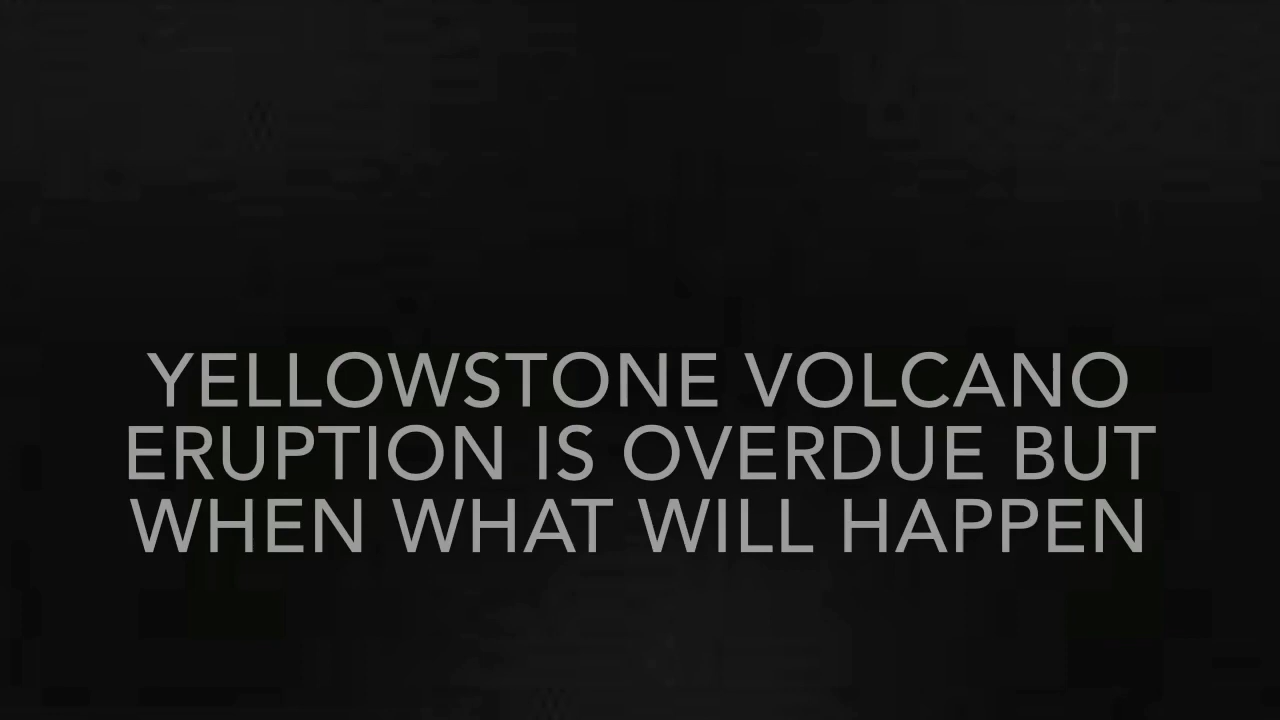 YELLOWSTONE VOLCANO
ERUPTION IS OVERDUE BUT
WHEN WHAT WILL HAPPEN